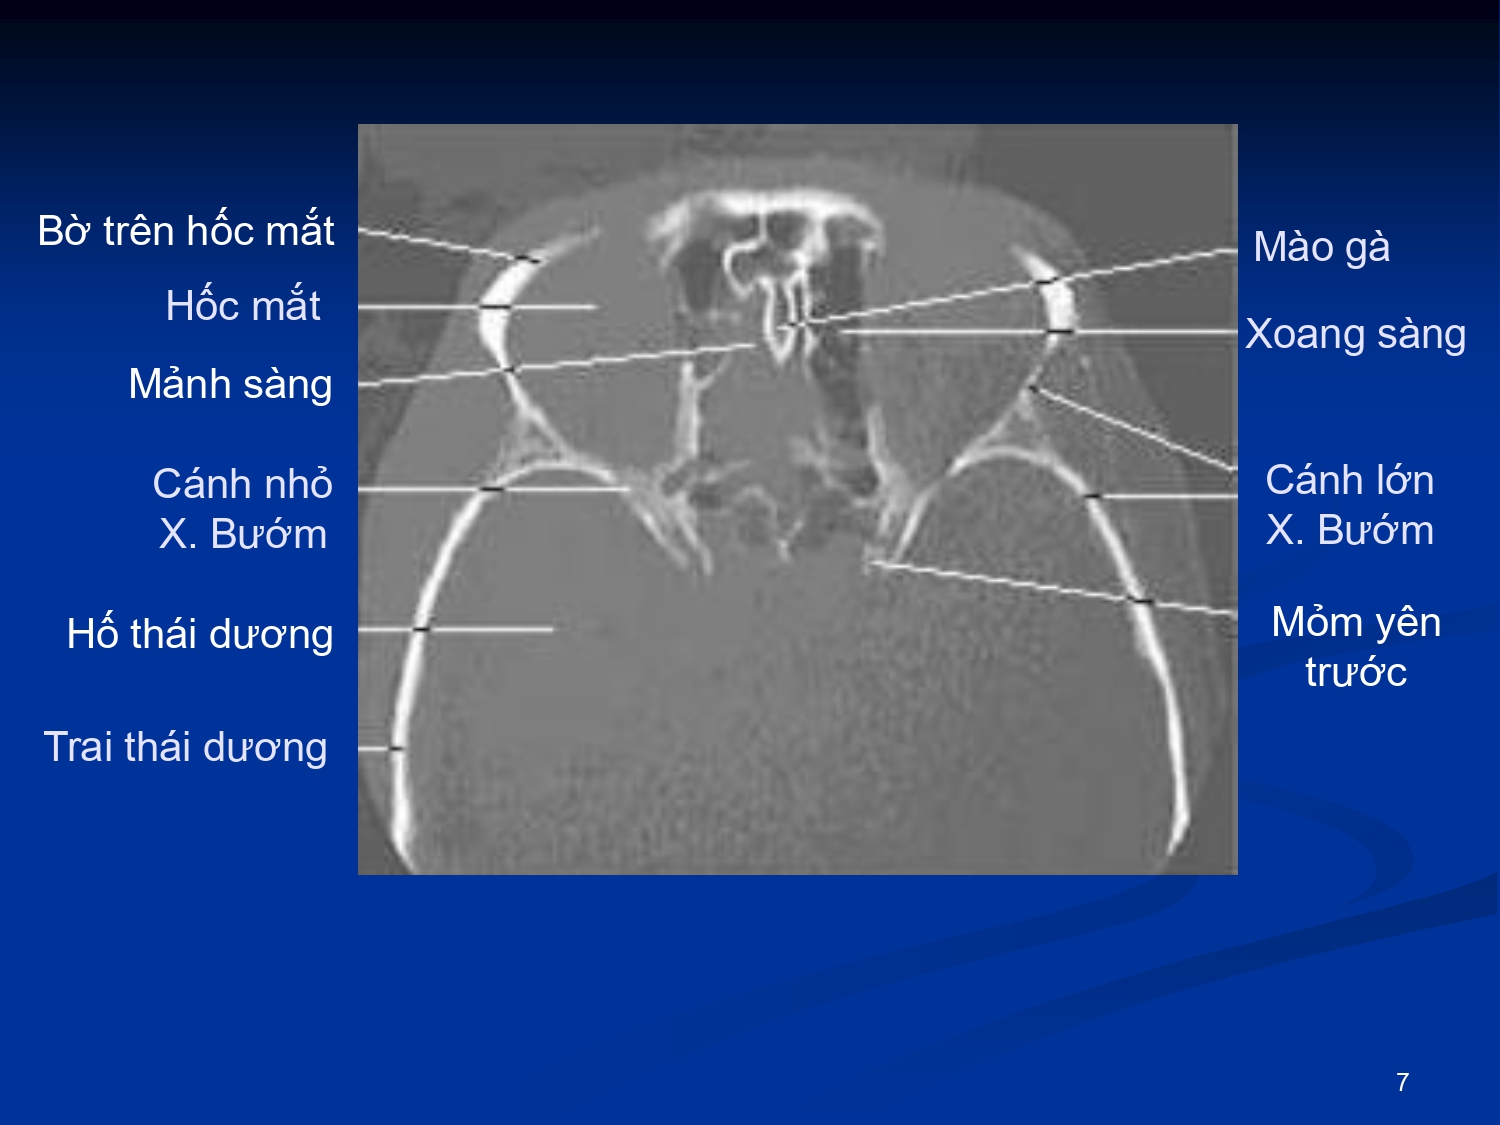 Bờ trên hốc mắt
Hốc mắt
Mảnh sàng
Cánh nhỏ
X. Bướm
Hố thái dương
Trai thái dương
Mào gà
Xoang sàng
Cánh lớn
X. Bướm
Mỏm yên
trước
7